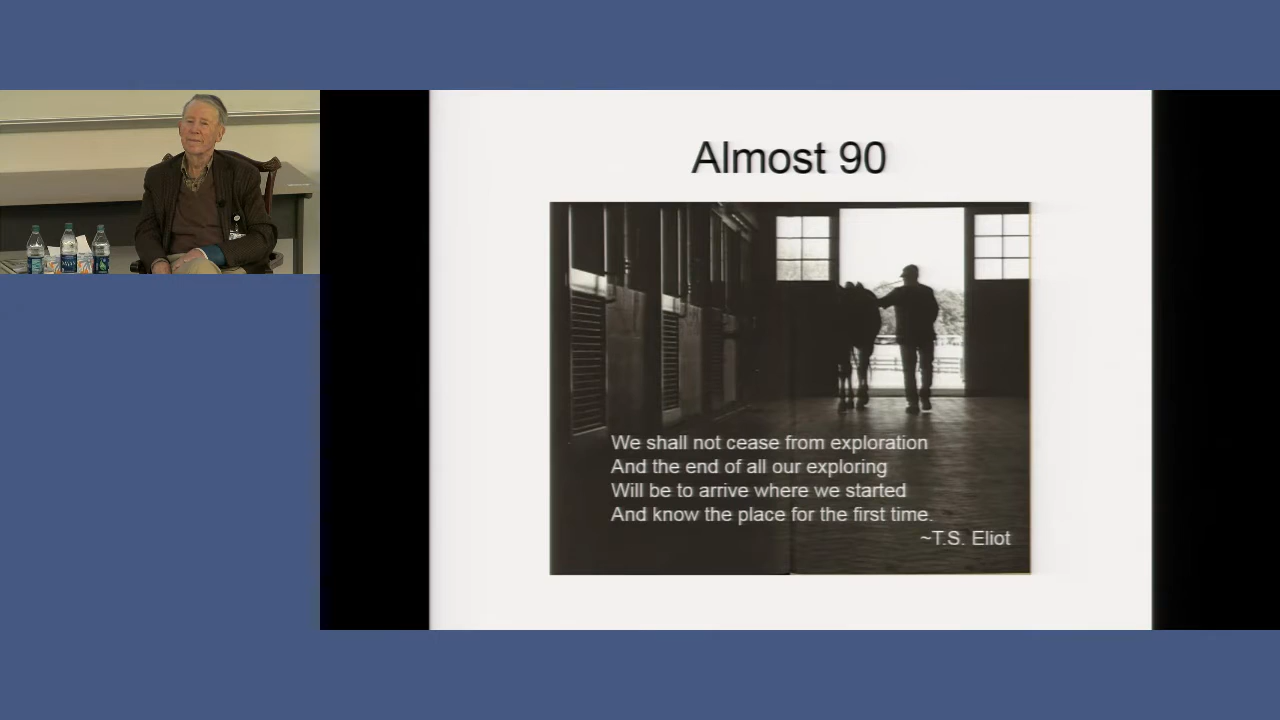 Almost 90
We shall not cease from exploration
And the end of all our exploring
Will be to arrive where we started
And know the place for the first time.
~T.S. Eliot